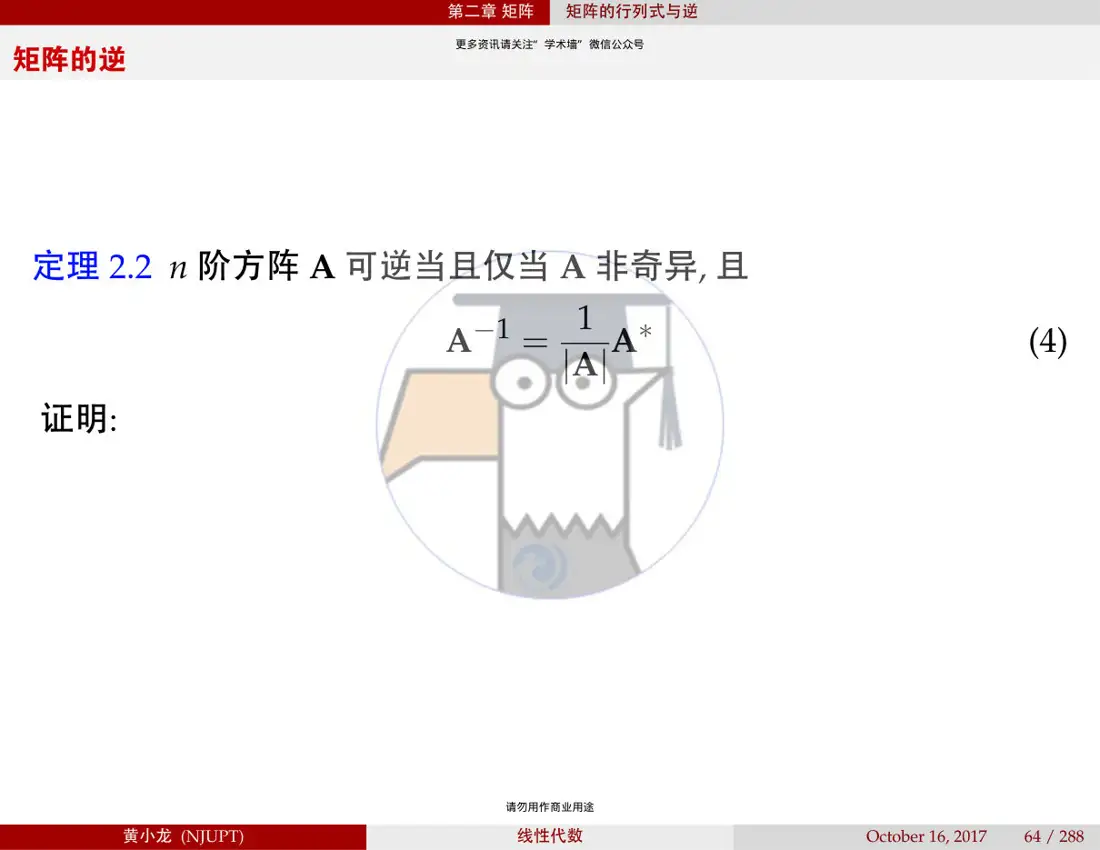 第二章 矩阵 矩阵的行列式与逆
更多资讯请关注“学术墙”微信公众号
矩阵的逆
定理 2.2 n 阶方阵 A 可逆当且仅当 A 非奇异, 且
A⁻¹ = 1/|A| A* (4)
证明:
请勿用作商业用途
黄小龙 (NJUPT) 线性代数 October 16, 2017 64 / 288